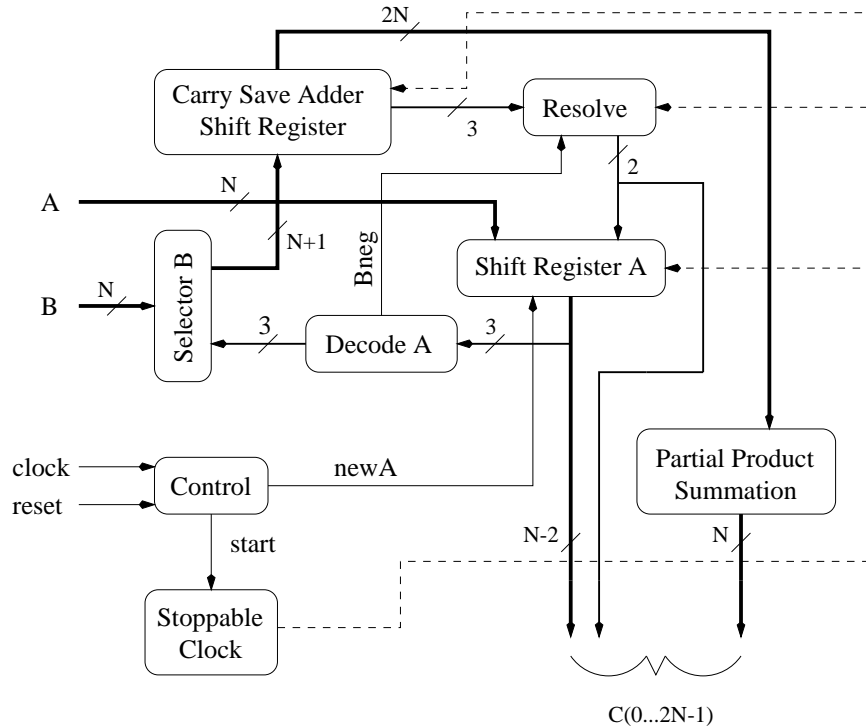 2N
Carry Save Adder
Shift Register
3
Resolve
2
A
N
N+1
Bneg
Shift Register A
B
N
Selector B
3
Decode A
3
clock
reset
Control
newA
Partial Product
Summation
start
N-2
N
Stoppable
Clock
C(0...2N-1)